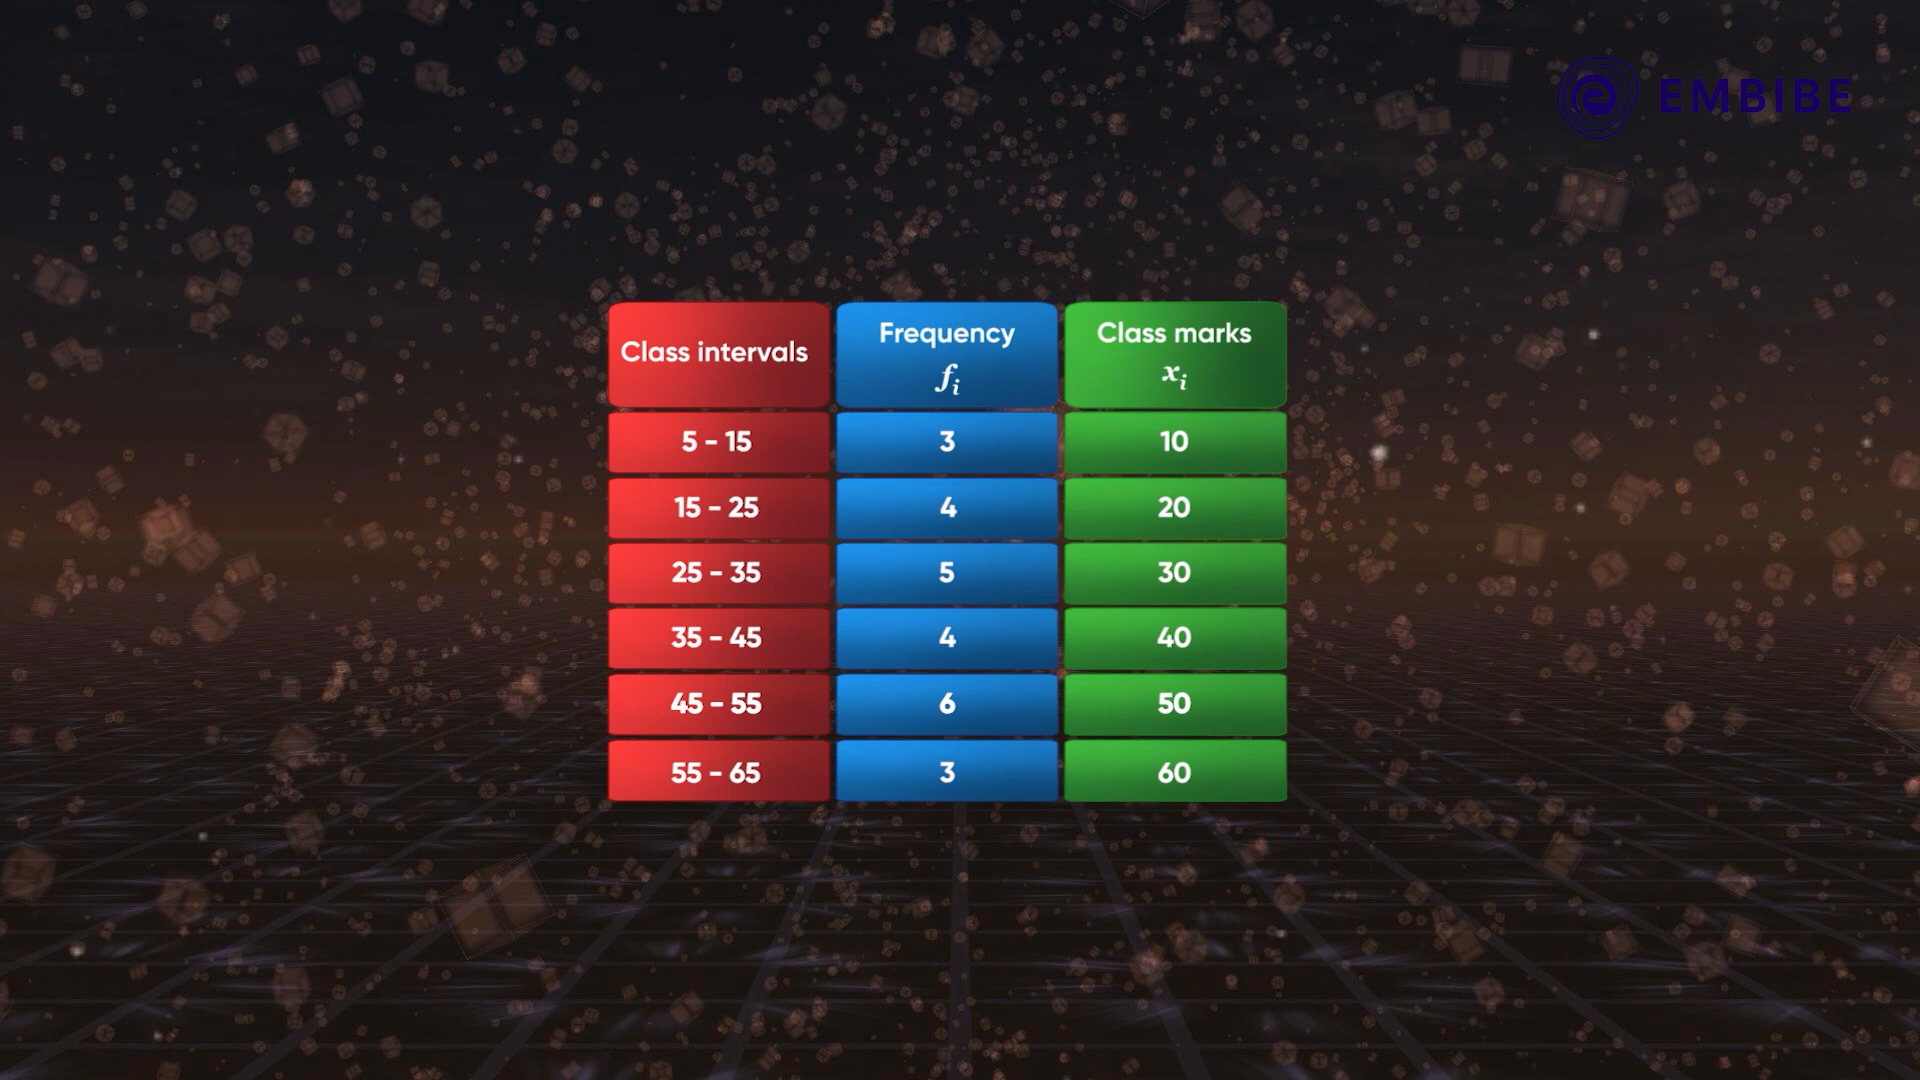 EMBIBE
Class intervals Frequency fᵢ Class marks xᵢ
5 - 15 3 10
15 - 25 4 20
25 - 35 5 30
35 - 45 4 40
45 - 55 6 50
55 - 65 3 60